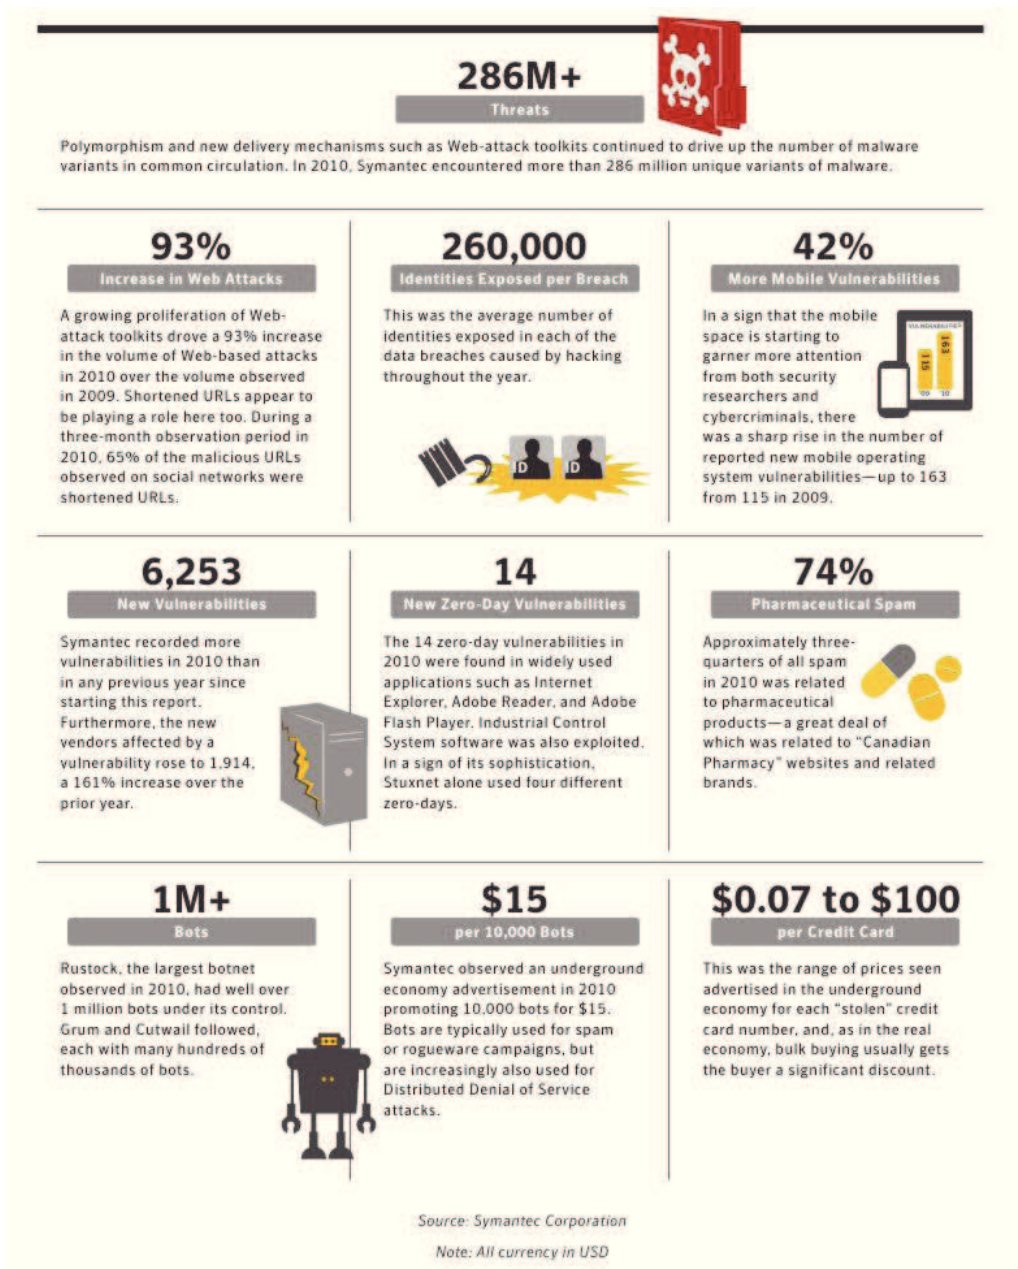 286M+
Threats
Polymorphism and new delivery mechanisms such as Web-attack toolkits continued to drive up the number of malware
variants in common circulation. In 2010, Symantec encountered more than 286 million unique variants of malware.
93%
Increase in Web Attacks
A growing proliferation of Web-
attack toolkits drove a 93% increase
in the volume of Web-based attacks
in 2010 over the volume observed
in 2009. Shortened URLs appear to
be playing a role here too. During a
three-month observation period in
2010, 65% of the malicious URLs
observed on social networks were
shortened URLs.
260,000
Identities Exposed per Breach
This was the average number of
identities exposed in each of the
data breaches caused by hacking
throughout the year.
ID
ID
42%
More Mobile Vulnerabilities
In a sign that the mobile
space is starting to
garner more attention
from both security
researchers and
cybercriminals, there
was a sharp rise in the number of
reported new mobile operating
system vulnerabilities—up to 163
from 115 in 2009.
VULNERABILITIES
115
163
'09 '10
6,253
New Vulnerabilities
Symantec recorded more
vulnerabilities in 2010 than
in any previous year since
starting this report.
Furthermore, the new
vendors affected by a
vulnerability rose to 1,914,
a 161% increase over the
prior year.
14
New Zero-Day Vulnerabilities
The 14 zero-day vulnerabilities in
2010 were found in widely used
applications such as Internet
Explorer, Adobe Reader, and Adobe
Flash Player. Industrial Control
System software was also exploited.
In a sign of its sophistication,
Stuxnet alone used four different
zero-days.
74%
Pharmaceutical Spam
Approximately three-
quarters of all spam
in 2010 was related
to pharmaceutical
products—a great deal of
which was related to "Canadian
Pharmacy" websites and related
brands.
1M+
Bots
Rustock, the largest botnet
observed in 2010, had well over
1 million bots under its control.
Grum and Cutwail followed,
each with many hundreds of
thousands of bots.
$15
per 10,000 Bots
Symantec observed an underground
economy advertisement in 2010
promoting 10,000 bots for $15.
Bots are typically used for spam
or rogueware campaigns, but
are increasingly also used for
Distributed Denial of Service
attacks.
$0.07 to $100
per Credit Card
This was the range of prices seen
advertised in the underground
economy for each "stolen" credit
card number, and, as in the real
economy, bulk buying usually gets
the buyer a significant discount.
Source: Symantec Corporation
Note: All currency in USD